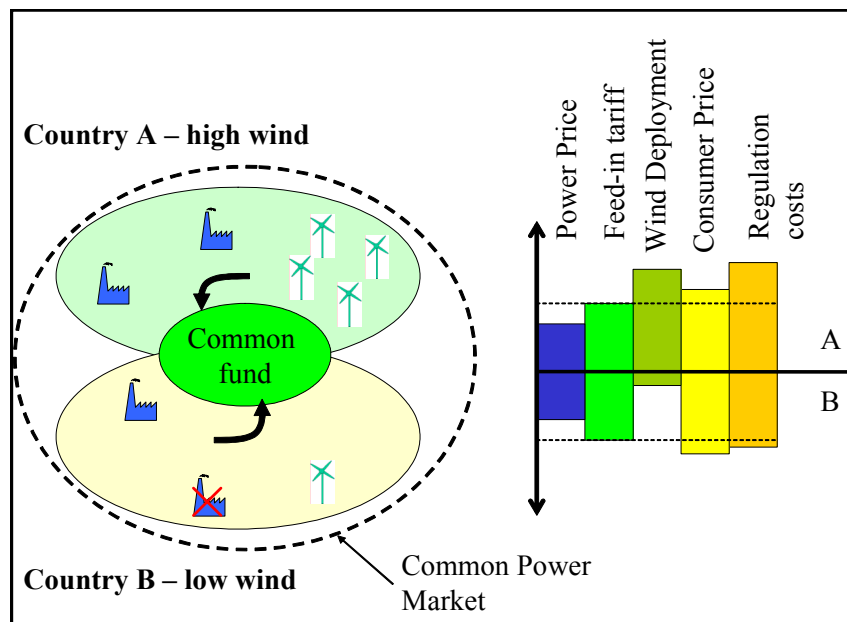 Country A – high wind
Common
fund
Country B – low wind
Common Power
Market
Power Price
Feed-in tariff
Wind Deployment
Consumer Price
Regulation
costs
A
B